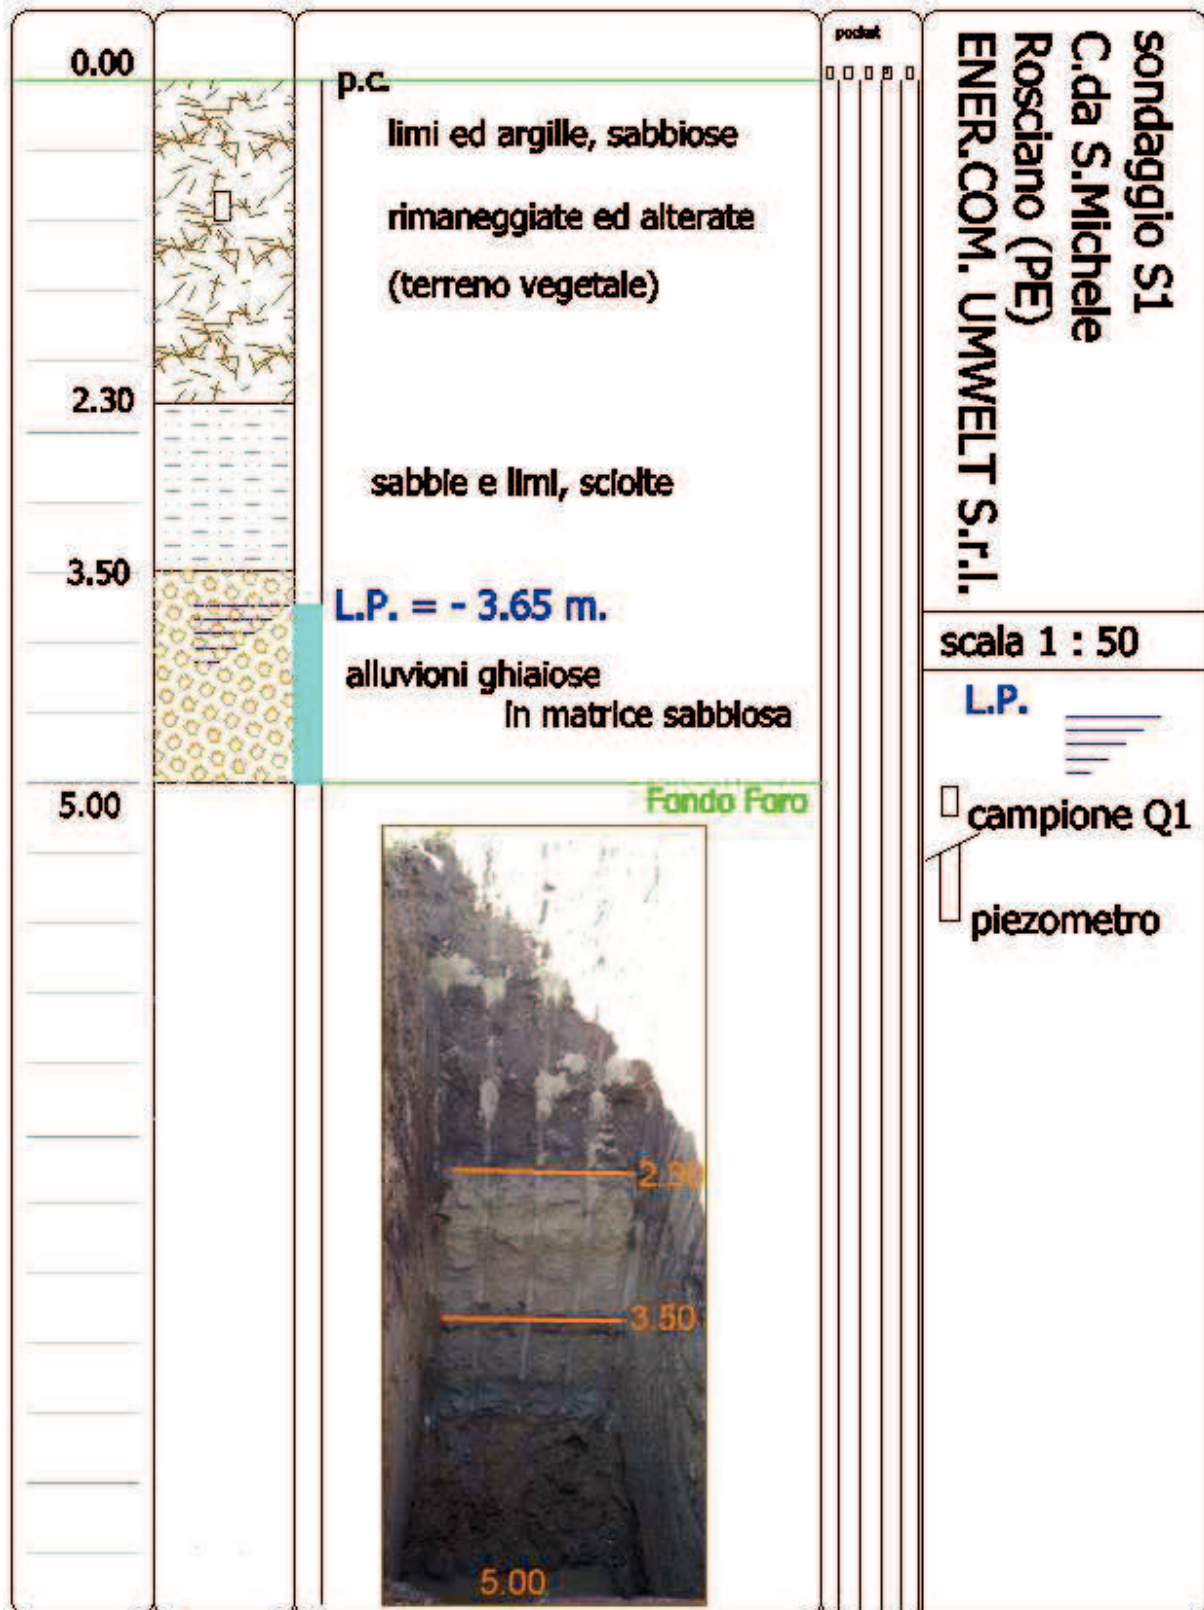 0.00
p.c.
limi ed argille, sabbiose
rimaneggiate ed alterate
(terreno vegetale)
2.30
sabbie e limi, sciolte
3.50
L.P. = - 3.65 m.
alluvioni ghiaiose
in matrice sabbiosa
5.00
Fondo Foro
2.30
3.50
5.00
pocket
sondaggio S1
C.da S.Michele
Rosciano (PE)
ENER.COM. UMWELT S.r.l.
scala 1 : 50
L.P.
campione Q1
piezometro